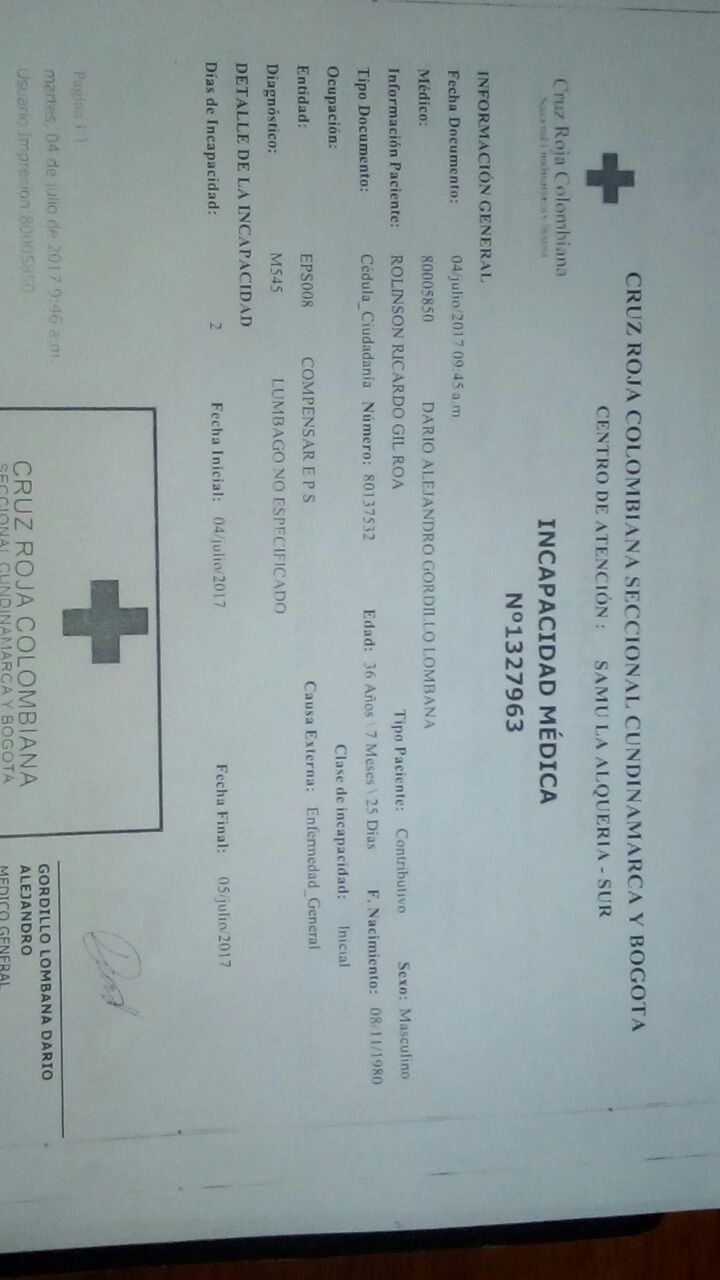 CRUZ ROJA COLOMBIANA SECCIONAL CUNDINAMARCA Y BOGOTA
CENTRO DE ATENCIÓN : SAMU LA ALQUERIA - SUR
Cruz Roja Colombiana
Seccional Cundinamarca y Bogota
INCAPACIDAD MÉDICA
Nº1327963
INFORMACIÓN GENERAL
Fecha Documento: 04/julio/2017 09:45 a.m.
Médico: 80005850 DARIO ALEJANDRO GORDILLO LOMBANA
Información Paciente: ROLINSON RICARDO GIL ROA Tipo Paciente: Contributivo Sexo: Masculino
Tipo Documento: Cédula_Ciudadania Número: 80137532 Edad: 36 Años \ 7 Meses \ 25 Dias F. Nacimiento: 08/11/1980
Ocupación: Clase de incapacidad: Inicial
Entidad: EPS008 COMPENSAR E P S Causa Externa: Enfermedad_General
Diagnóstico: M545 LUMBAGO NO ESPECIFICADO
DETALLE DE LA INCAPACIDAD
Días de Incapacidad: 2 Fecha Inicial: 04/julio/2017 Fecha Final: 05/julio/2017
Pagina 1/1
martes, 04 de julio de 2017 9:46 a.m.
Usuario Impresion:80005850
CRUZ ROJA COLOMBIANA
SECCIONAL CUNDINAMARCA Y BOGOTA
GORDILLO LOMBANA DARIO
ALEJANDRO
MEDICO GENERAL